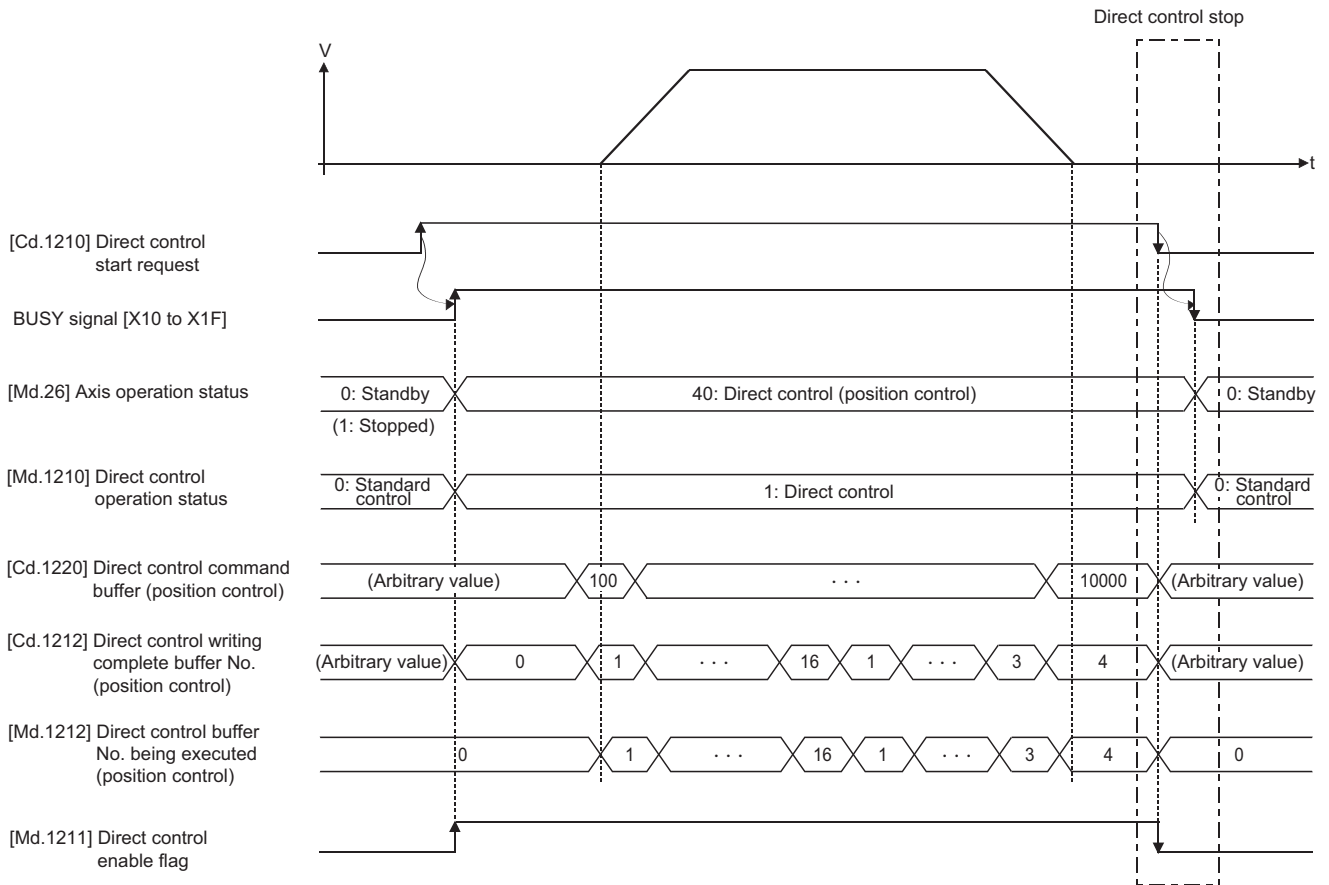 Direct control stop
V
t
[Cd.1210] Direct control
start request
BUSY signal [X10 to X1F]
[Md.26] Axis operation status
0: Standby
40: Direct control (position control)
0: Standby
(1: Stopped)
[Md.1210] Direct control
operation status
0: Standard
control
1: Direct control
0: Standard
control
[Cd.1220] Direct control command
buffer (position control)
(Arbitrary value)
100
· · ·
10000
(Arbitrary value)
[Cd.1212] Direct control writing
complete buffer No.
(position control)
(Arbitrary value)
0
1
· · ·
16
1
· · ·
3
4
(Arbitrary value)
[Md.1212] Direct control buffer
No. being executed
(position control)
0
1
· · ·
16
1
· · ·
3
4
0
[Md.1211] Direct control
enable flag